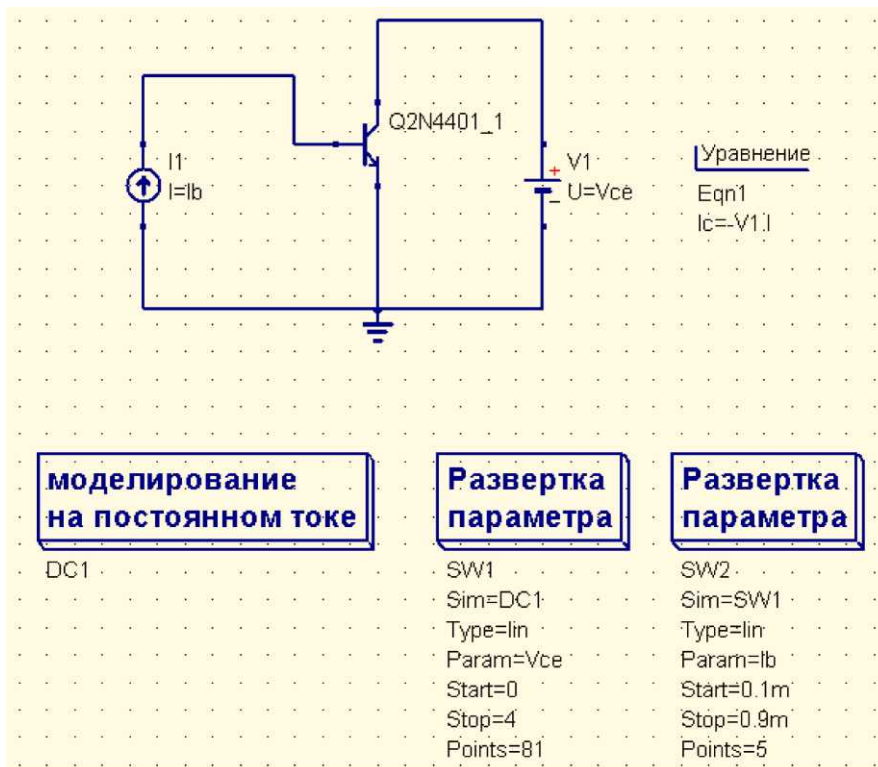 Q2N4401_1
I1
I=Ib
+
V1
U=Vce
-
Уравнение
Eqn1
Ic=-V1.I
моделирование
на постоянном токе
DC1
Развертка
параметра
SW1
Sim=DC1
Type=lin
Param=Vce
Start=0
Stop=4
Points=81
Развертка
параметра
SW2
Sim=SW1
Type=lin
Param=Ib
Start=0.1m
Stop=0.9m
Points=5